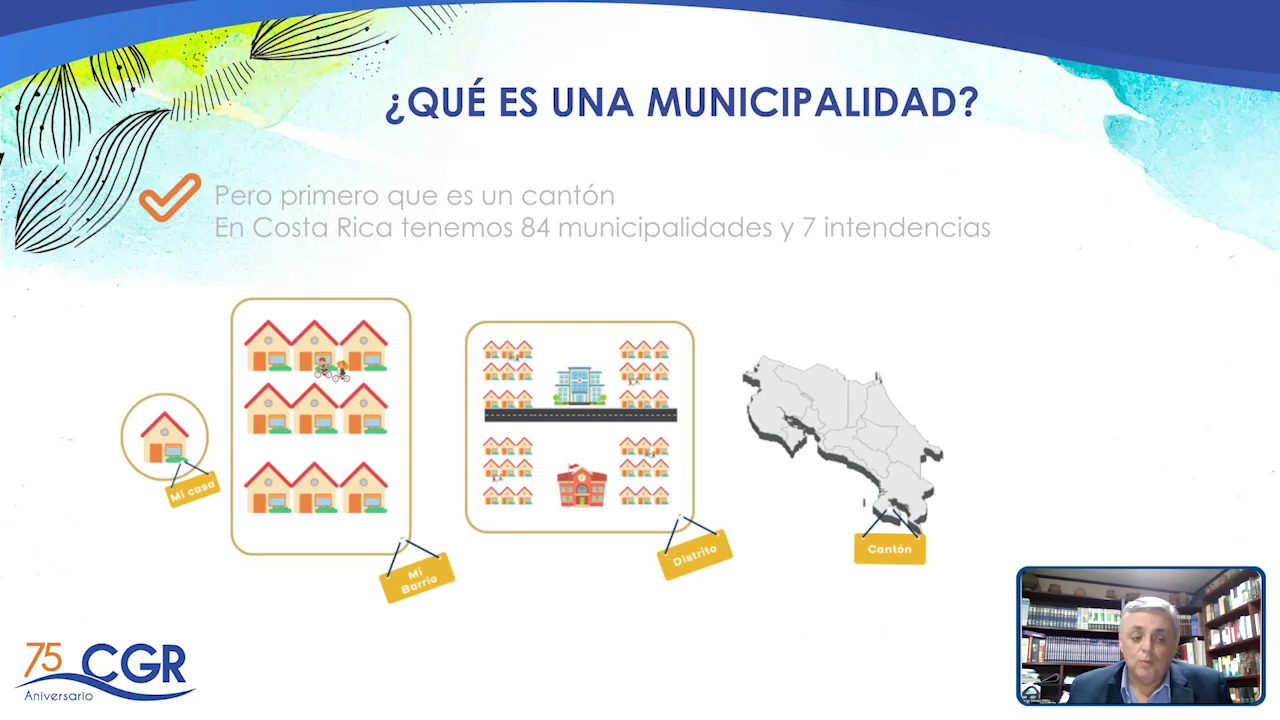 ¿QUÉ ES UNA MUNICIPALIDAD?
Pero primero que es un cantón
En Costa Rica tenemos 84 municipalidades y 7 intendencias
Mi casa
Mi
Barrio
Distrito
Cantón
75 CGR
Aniversario